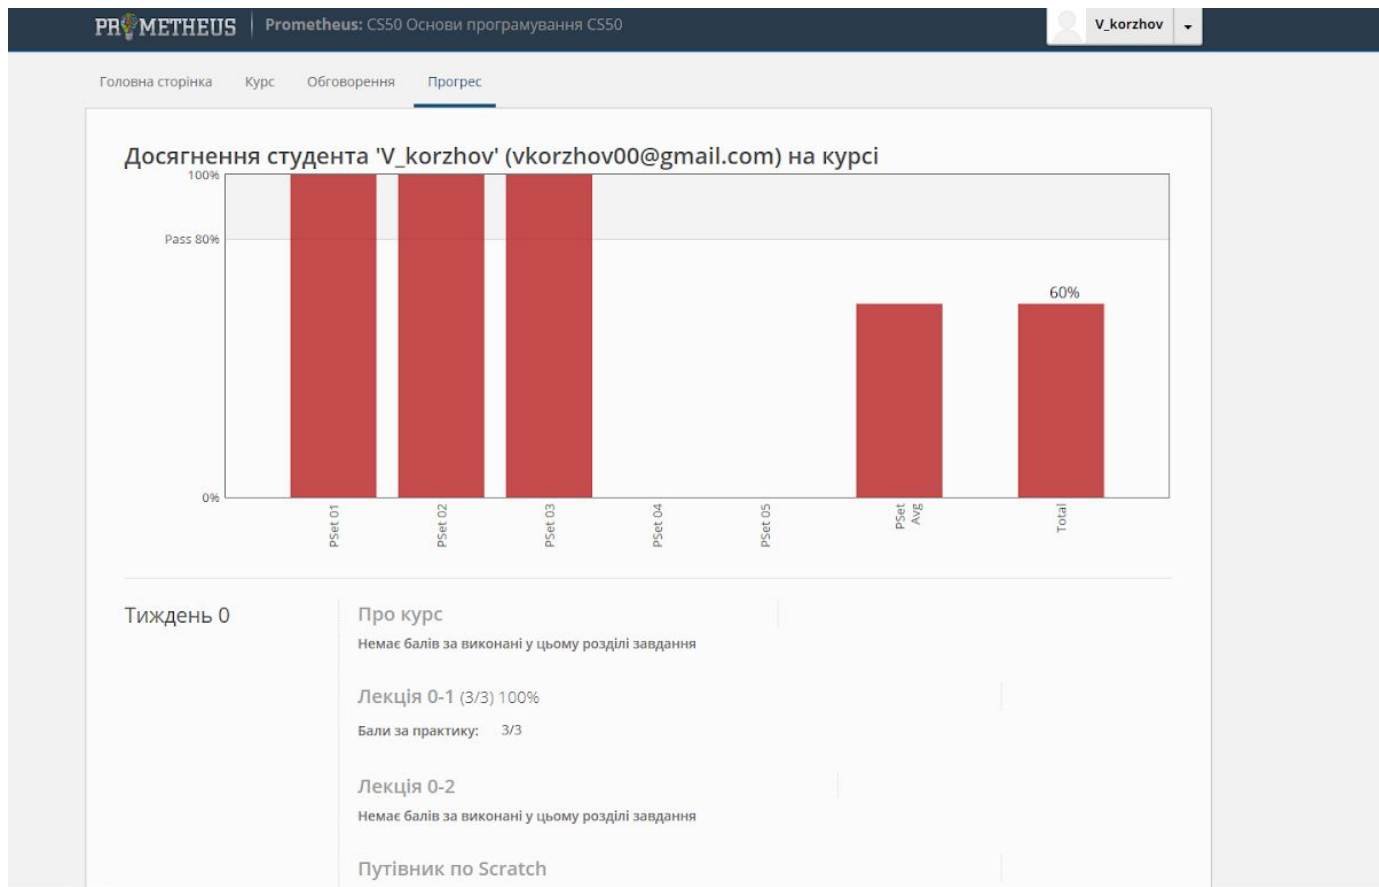 PROMETHEUS
Prometheus: CS50 Основи програмування CS50
V_korzhov
Головна сторінка Курс Обговорення Прогрес
Досягнення студента 'V_korzhov' (vkorzhov00@gmail.com) на курсі
100%
Pass 80%
60%
0%
PSet 01
PSet 02
PSet 03
PSet 04
PSet 05
PSet
Avg
Total
Тиждень 0
Про курс
Немає балів за виконані у цьому розділі завдання
Лекція 0-1 (3/3) 100%
Бали за практику: 3/3
Лекція 0-2
Немає балів за виконані у цьому розділі завдання
Путівник по Scratch